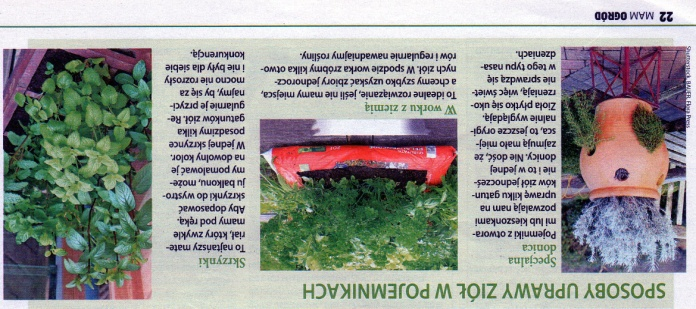 SPOSOBY UPRAWY ZIÓŁ W POJEMNIKACH
Specjalna
donica
Pojemniki z otwora-
mi lub kieszonkami
pozwalają nam na
uprawę kilku gatun-
ków ziół jednocześ-
nie i to w jednej
donicy. Nie dość, że
zajmują mało miej-
sca, to jeszcze orygi-
nalnie wyglądają.
Zioła płytko się uko-
rzeniają, więc świet-
nie sprawdzą się
w tego typu nasa-
dzeniach.
W worku z ziemią
To idealne rozwiązanie, jeśli nie mamy miejsca,
a chcemy szybko uzyskać zbiory jednorocz-
nych ziół. W spodzie worka zróbmy kilka otwo-
rów i regularnie nawadniajmy rośliny.
Skrzynki
To najtańszy mate-
riał, który zwykle
mamy pod ręką.
Aby dopasować
skrzynki do wystro-
ju balkonu, może-
my pomalować je
na dowolny kolor.
W jednej skrzynce
posadźmy kilka
gatunków ziół. Re-
gularnie je przyci-
najmy, by się za
mocno nie rozrosły
i nie były dla siebie
konkurencją.
22 MAM OGRÓD